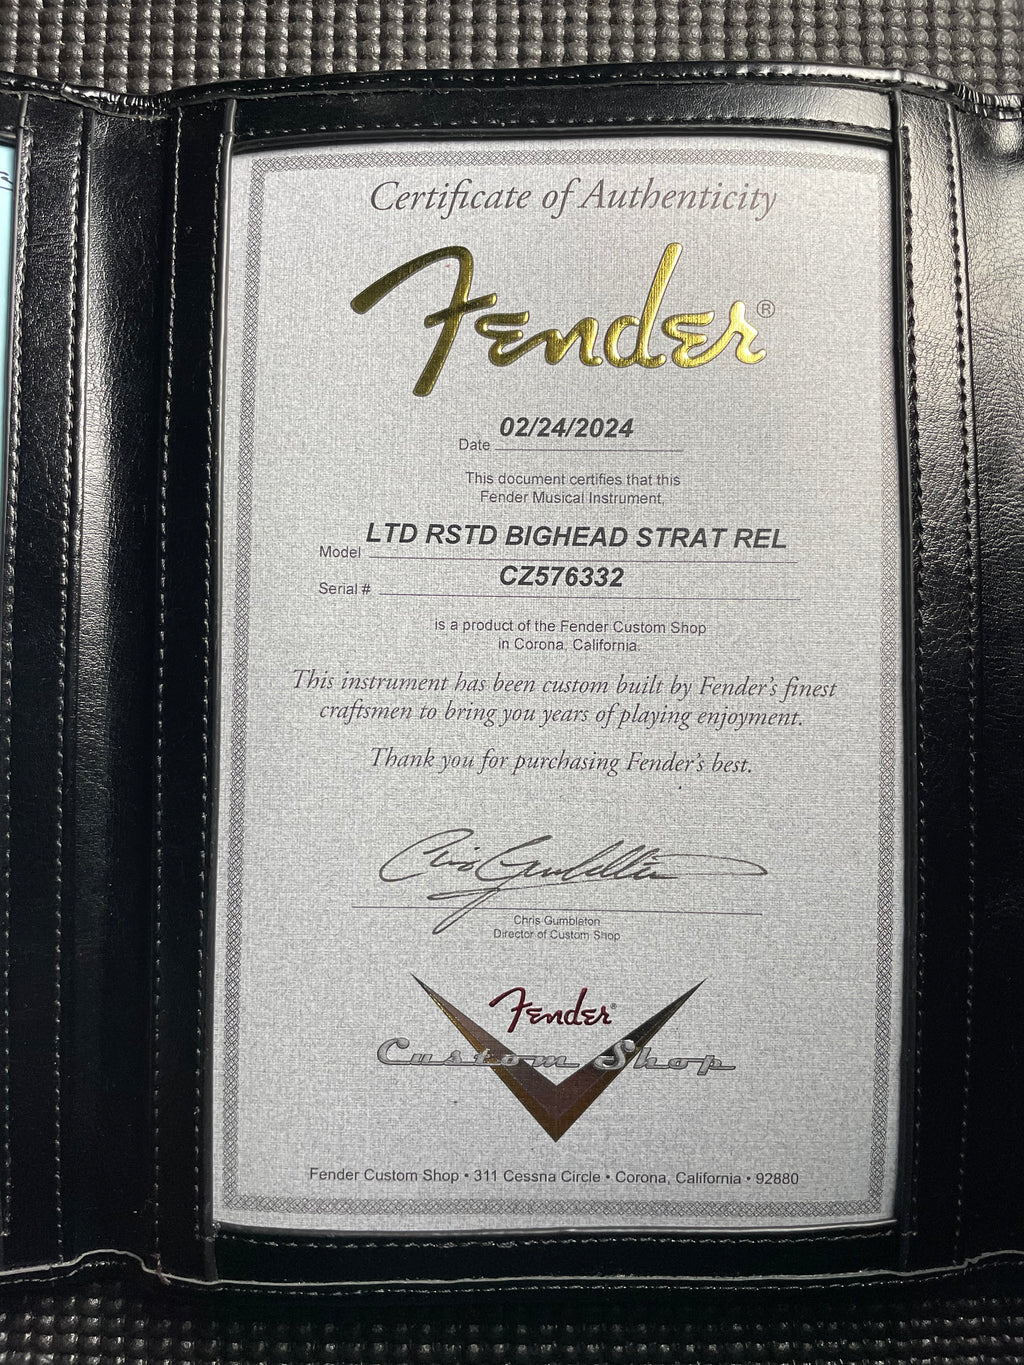 Certificate of Authenticity
Fender®
Date 02/24/2024
This document certifies that this
Fender Musical Instrument,
Model LTD RSTD BIGHEAD STRAT REL
Serial # CZ576332
is a product of the Fender Custom Shop
in Corona, California.
This instrument has been custom built by Fender's finest
craftsmen to bring you years of playing enjoyment.
Thank you for purchasing Fender's best.
Chris Gumbleton
Chris Gumbleton
Director of Custom Shop
Fender®
Custom Shop
Fender Custom Shop • 311 Cessna Circle • Corona, California • 92880